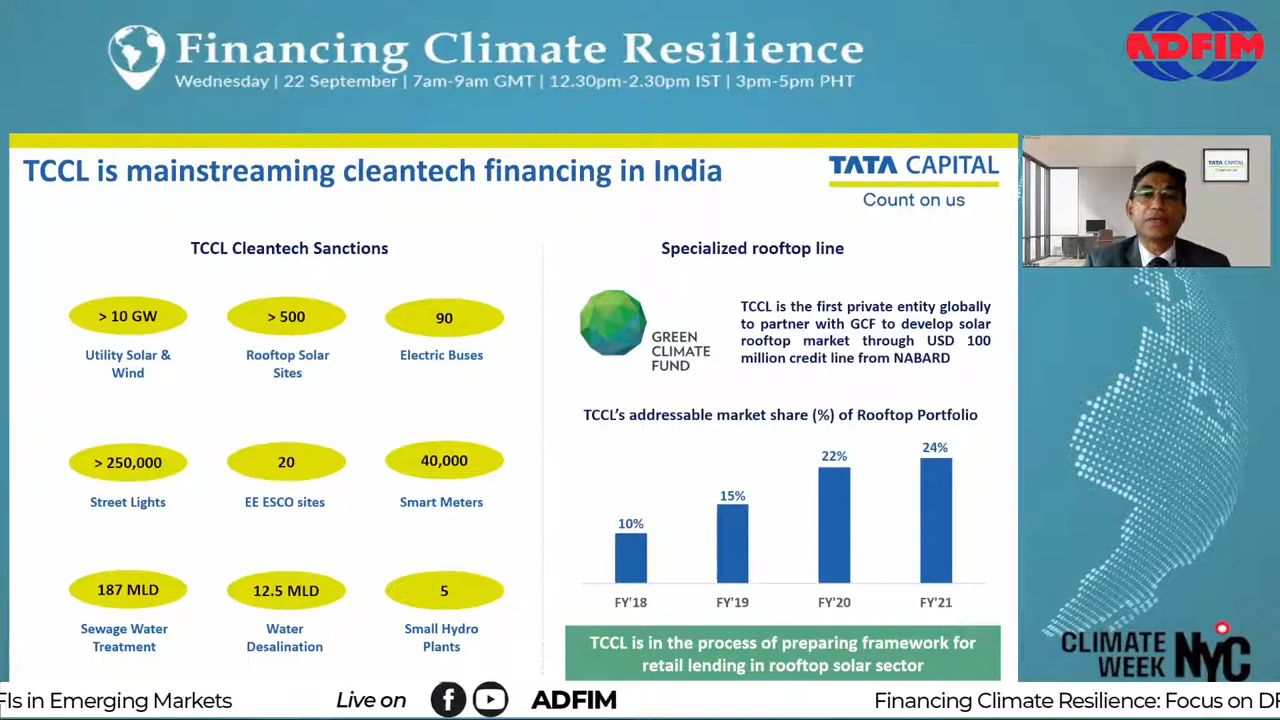 Financing Climate Resilience
Wednesday | 22 September | 7am-9am GMT | 12.30pm-2.30pm IST | 3pm-5pm PHT
ADFIM
TCCL is mainstreaming cleantech financing in India
TATA CAPITAL
Count on us
TATA CAPITAL
TCCL Cleantech Sanctions
> 10 GW
Utility Solar &
Wind
> 500
Rooftop Solar
Sites
90
Electric Buses
> 250,000
Street Lights
20
EE ESCO sites
40,000
Smart Meters
187 MLD
Sewage Water
Treatment
12.5 MLD
Water
Desalination
5
Small Hydro
Plants
Specialized rooftop line
GREEN
CLIMATE
FUND
TCCL is the first private entity globally
to partner with GCF to develop solar
rooftop market through USD 100
million credit line from NABARD
TCCL's addressable market share (%) of Rooftop Portfolio
10%
15%
22%
24%
FY'18
FY'19
FY'20
FY'21
TCCL is in the process of preparing framework for
retail lending in rooftop solar sector
CLIMATE
WEEK
NYC
FIs in Emerging Markets
Live on
ADFIM
Financing Climate Resilience: Focus on DF